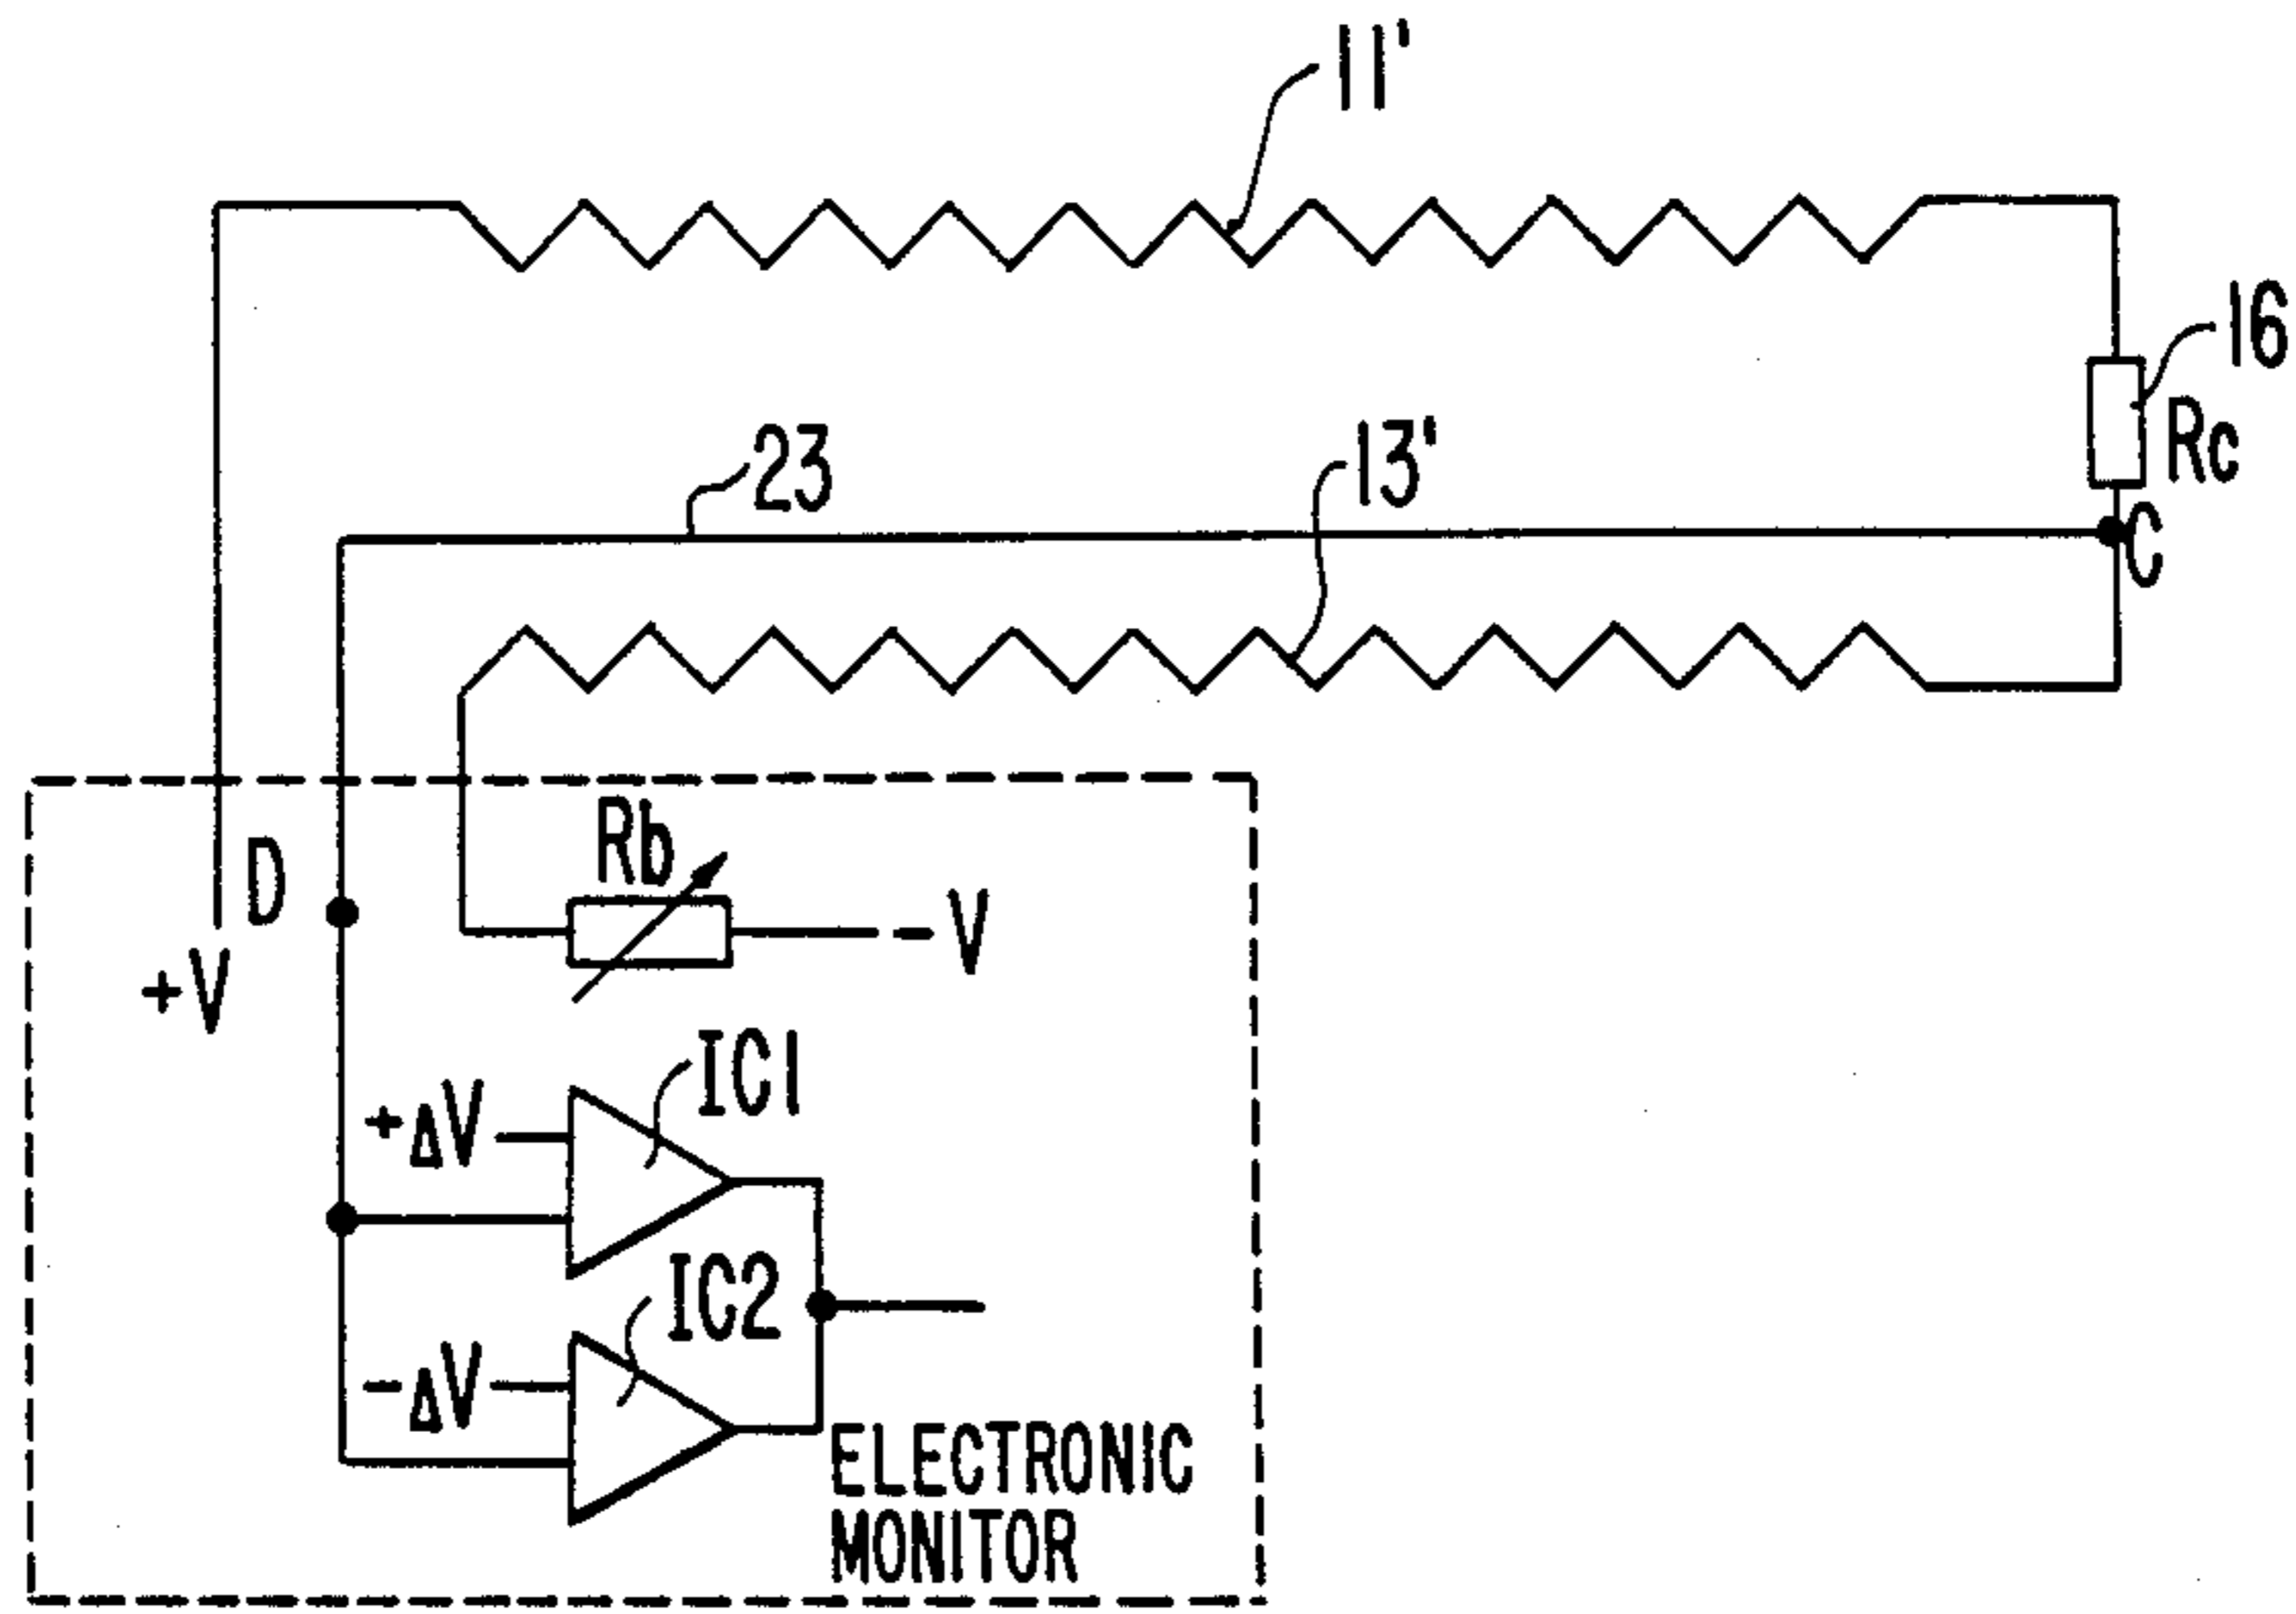 11'
16
Rc
23
13'
C
Rb
D
-V
+V
IC1
+ΔV
IC2
-ΔV
ELECTRONIC
MONITOR